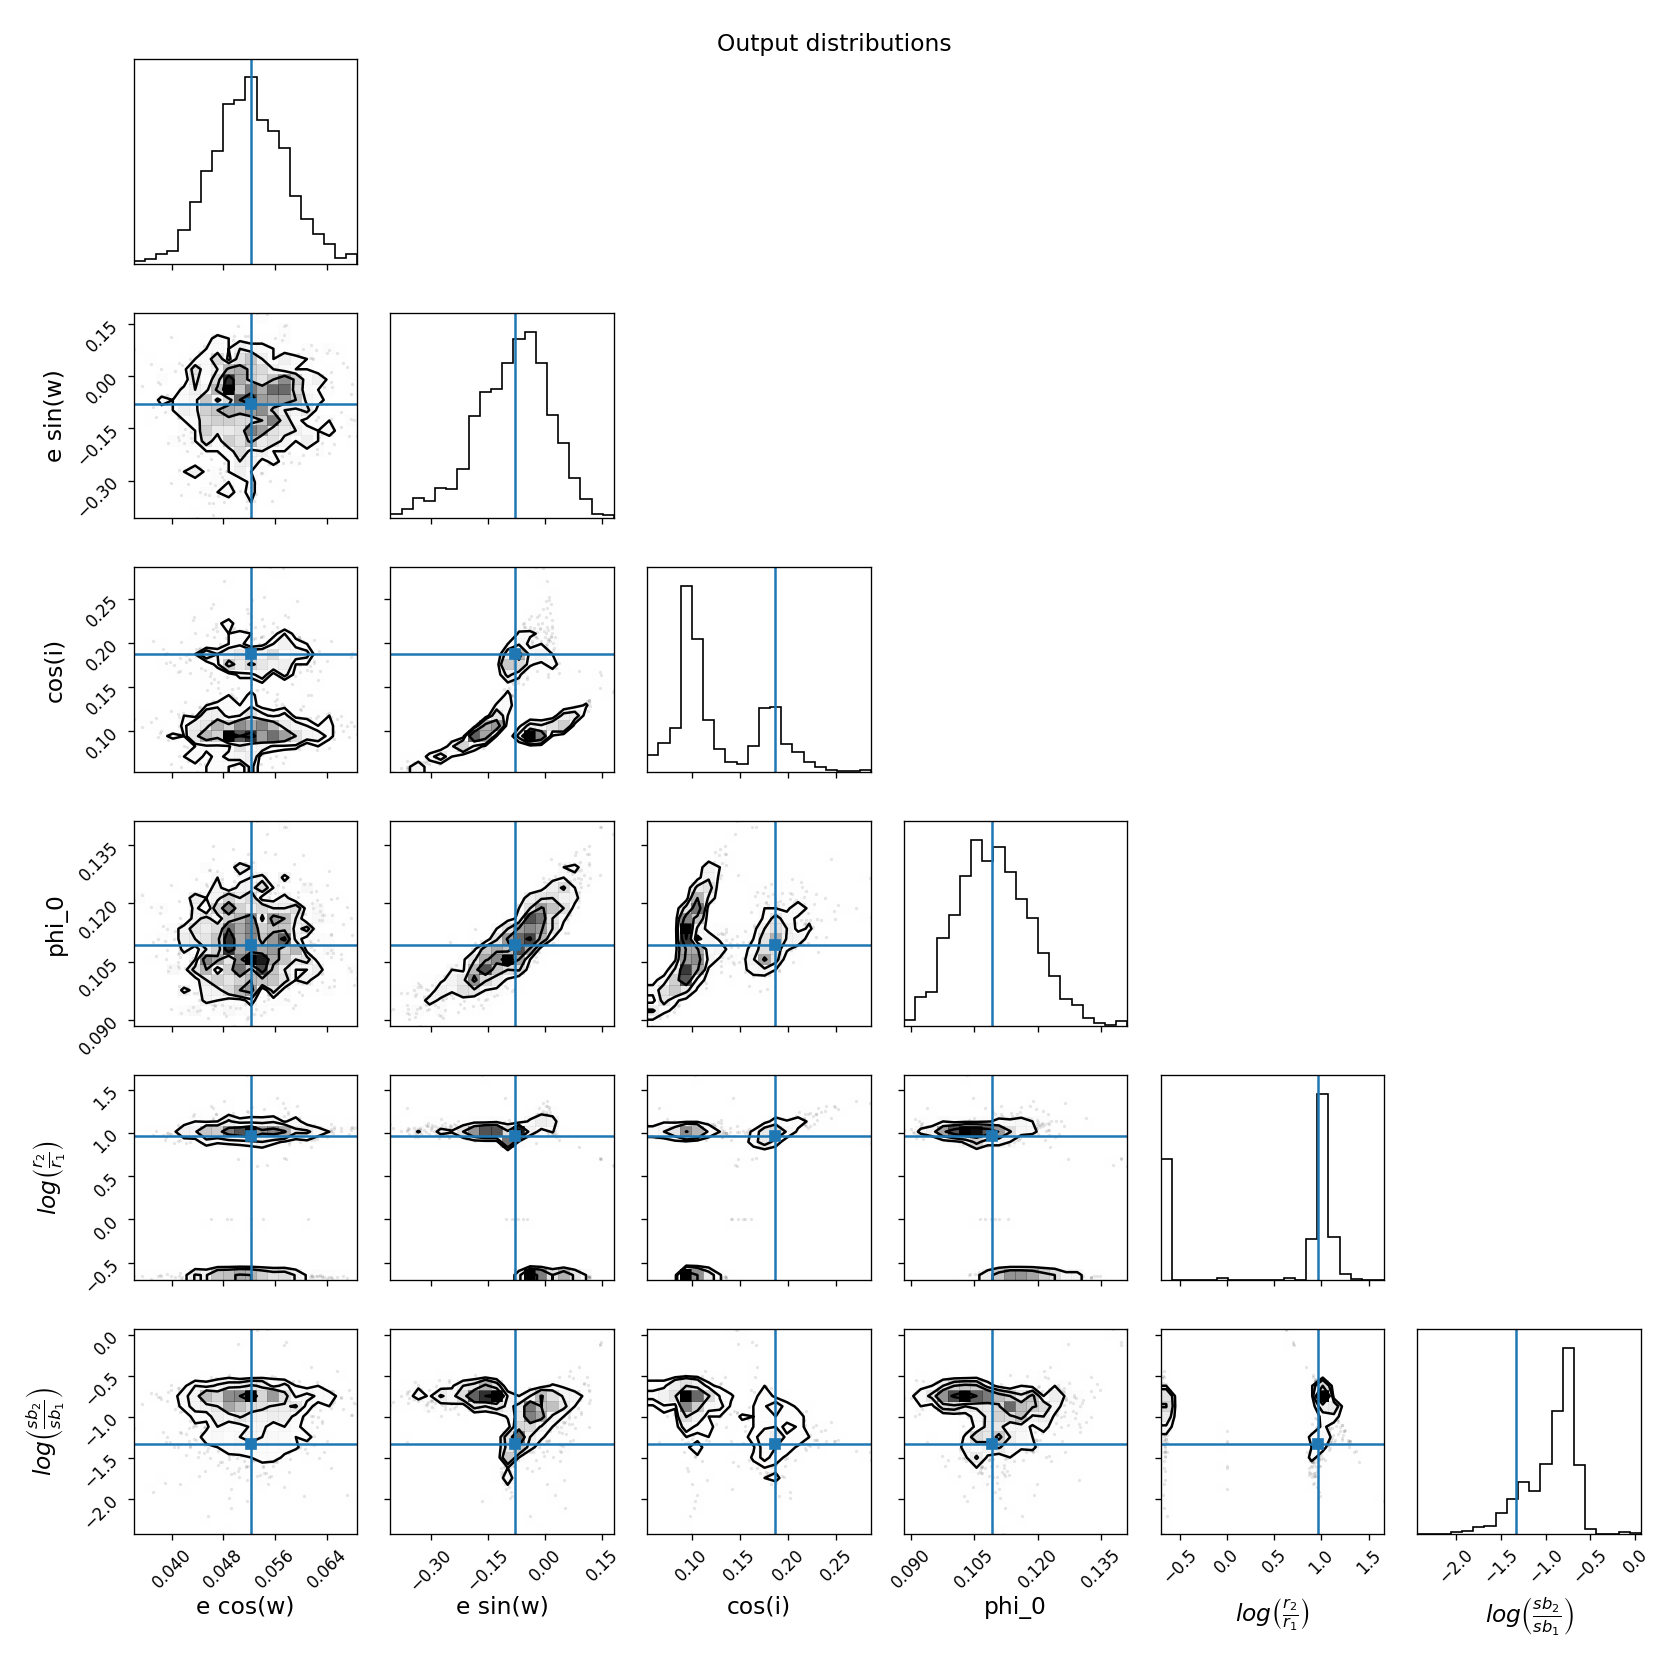 Output distributions
0.15
0.00
−0.15
−0.30
e sin(w)
0.25
0.20
0.15
0.10
cos(i)
0.135
0.120
0.105
0.090
phi_0
1.5
1.0
0.5
0.0
−0.5
log(r₂/r₁)
0.0
−0.5
−1.0
−1.5
−2.0
log(sb₂/sb₁)
0.040 0.048 0.056 0.064
e cos(w)
−0.30 −0.15 0.00 0.15
e sin(w)
0.10 0.15 0.20 0.25
cos(i)
0.090 0.105 0.120 0.135
phi_0
−0.5 0.0 0.5 1.0 1.5
log(r₂/r₁)
−2.0 −1.5 −1.0 −0.5 0.0
log(sb₂/sb₁)